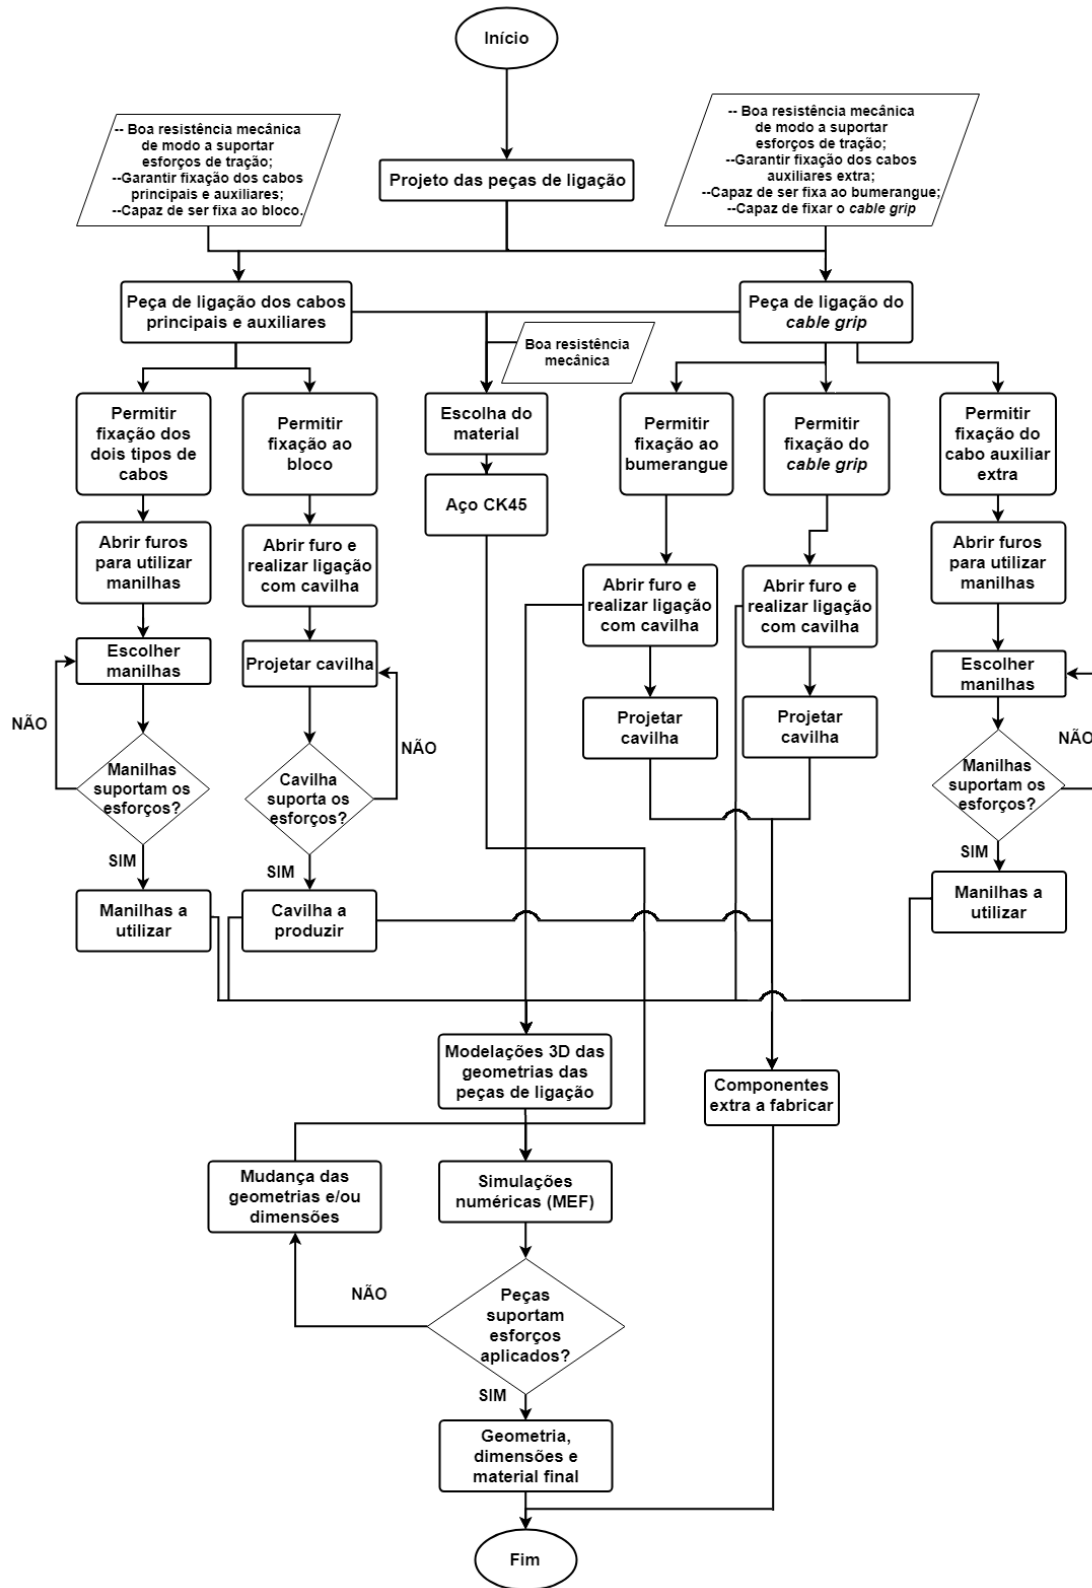 Início
-- Boa resistência mecânica
de modo a suportar
esforços de tração;
--Garantir fixação dos cabos
principais e auxiliares;
--Capaz de ser fixa ao bloco.
Projeto das peças de ligação
-- Boa resistência mecânica
de modo a suportar
esforços de tração;
--Garantir fixação dos cabos
auxiliares extra;
--Capaz de ser fixa ao bumerangue;
--Capaz de fixar o cable grip
Peça de ligação dos cabos
principais e auxiliares
Peça de ligação do
cable grip
Boa resistência
mecânica
Permitir
fixação dos
dois tipos de
cabos
Permitir
fixação ao
bloco
Escolha do
material
Permitir
fixação ao
bumerangue
Permitir
fixação do
cable grip
Permitir
fixação do
cabo auxiliar
extra
Aço CK45
Abrir furos
para utilizar
manilhas
Abrir furo e
realizar ligação
com cavilha
Abrir furo e
realizar ligação
com cavilha
Abrir furo e
realizar ligação
com cavilha
Abrir furos
para utilizar
manilhas
Escolher
manilhas
Projetar cavilha
Projetar
cavilha
Projetar
cavilha
Escolher
manilhas
NÃO
NÃO
NÃO
Manilhas
suportam os
esforços?
Cavilha
suporta os
esforços?
Manilhas
suportam os
esforços?
SIM
SIM
SIM
Manilhas a
utilizar
Cavilha a
produzir
Manilhas a
utilizar
Modelações 3D das
geometrias das
peças de ligação
Componentes
extra a fabricar
Mudança das
geometrias e/ou
dimensões
Simulações
numéricas (MEF)
NÃO
Peças
suportam
esforços
aplicados?
SIM
Geometria,
dimensões e
material final
Fim